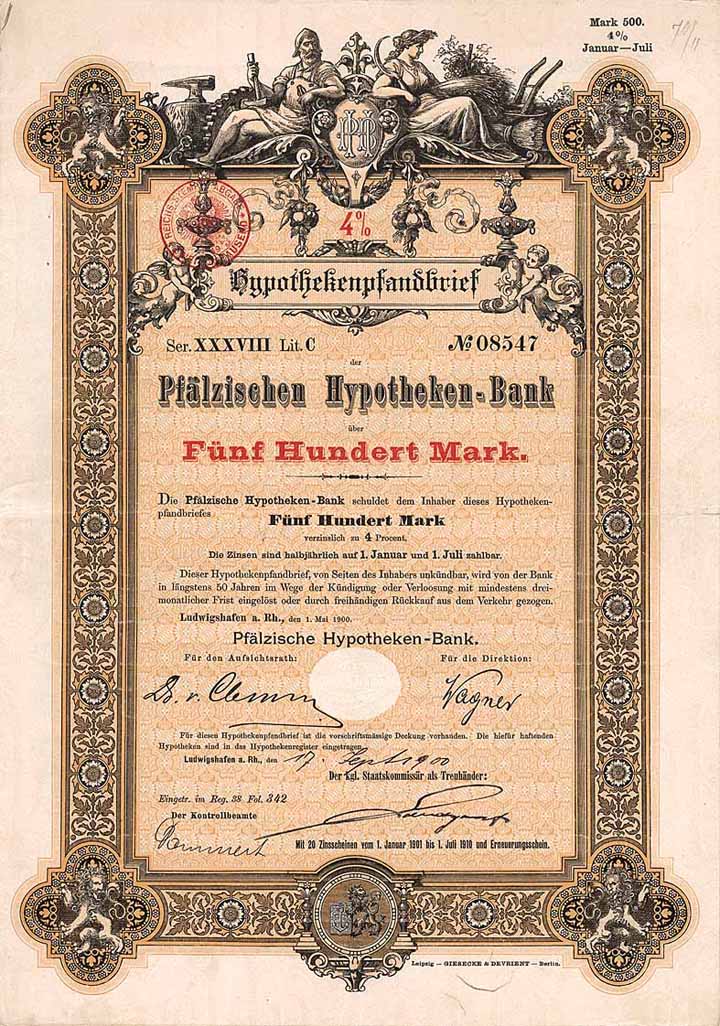 Mark 500.
4%
Januar—Juli
PHB
4%
Hypothekenpfandbrief
Ser. XXXVIII Lit. C № 08547
der
Pfälzischen Hypotheken-Bank
über
Fünf Hundert Mark.
Die Pfälzische Hypotheken-Bank schuldet dem Inhaber dieses Hypotheken-
pfandbriefes
Fünf Hundert Mark
verzinslich zu 4 Procent.
Die Zinsen sind halbjährlich auf 1. Januar und 1. Juli zahlbar.
Dieser Hypothekenpfandbrief, von Seiten des Inhabers unkündbar, wird von der Bank
in längstens 50 Jahren im Wege der Kündigung oder Verloosung mit mindestens drei-
monatlicher Frist eingelöst oder durch freihändigen Rückkauf aus dem Verkehr gezogen.
Ludwigshafen a. Rh., den 1. Mai 1900.
Pfälzische Hypotheken-Bank.
Für den Aufsichtsrath: Für die Direktion:
Dr. v. Clemm Wagner
Für diesen Hypothekenpfandbrief ist die vorschriftsmässige Deckung vorhanden. Die hiefür haftenden
Hypotheken sind in das Hypothekenregister eingetragen.
Ludwigshafen a. Rh., den 17. Sept 1900
Der Kgl. Staatskommissär als Treuhänder:
Eingetr. im Reg. 38 Fol. 342
Der Kontrollbeamte
Mit 20 Zinsscheinen vom 1. Januar 1901 bis 1. Juli 1910 und Erneuerungsschein.
Leipzig — GIESECKE & DEVRIENT — Berlin.